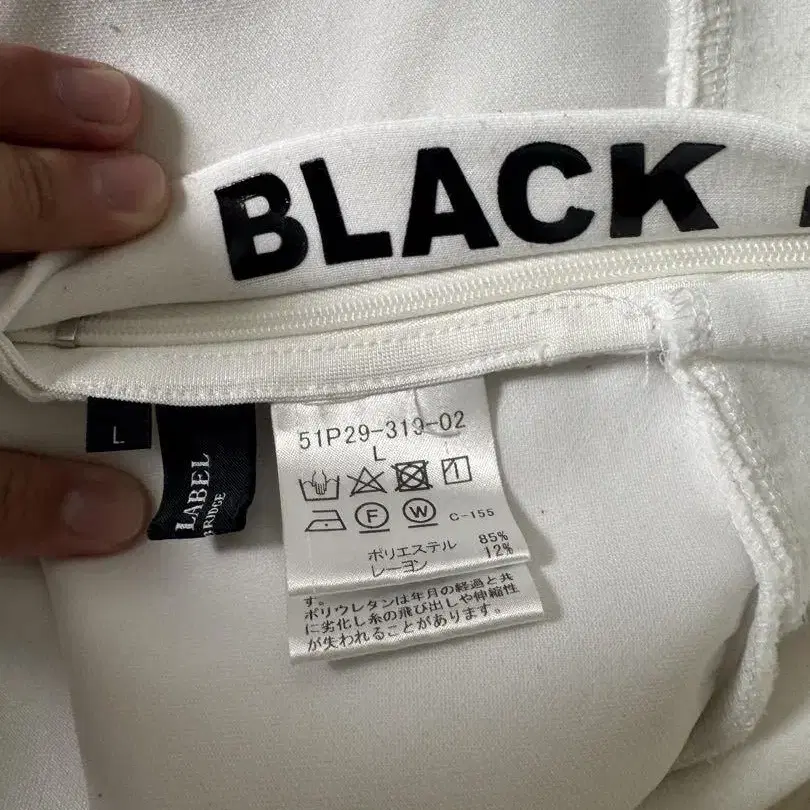 BLACK
L
LABEL
BRIDGE
51P29-319-02
L
F W C-155
ポリエステル 85%
レーヨン 12%
す。
ポリウレタンは年月の経過と共
に劣化し糸の飛び出しや伸縮性
が失われることがあります。